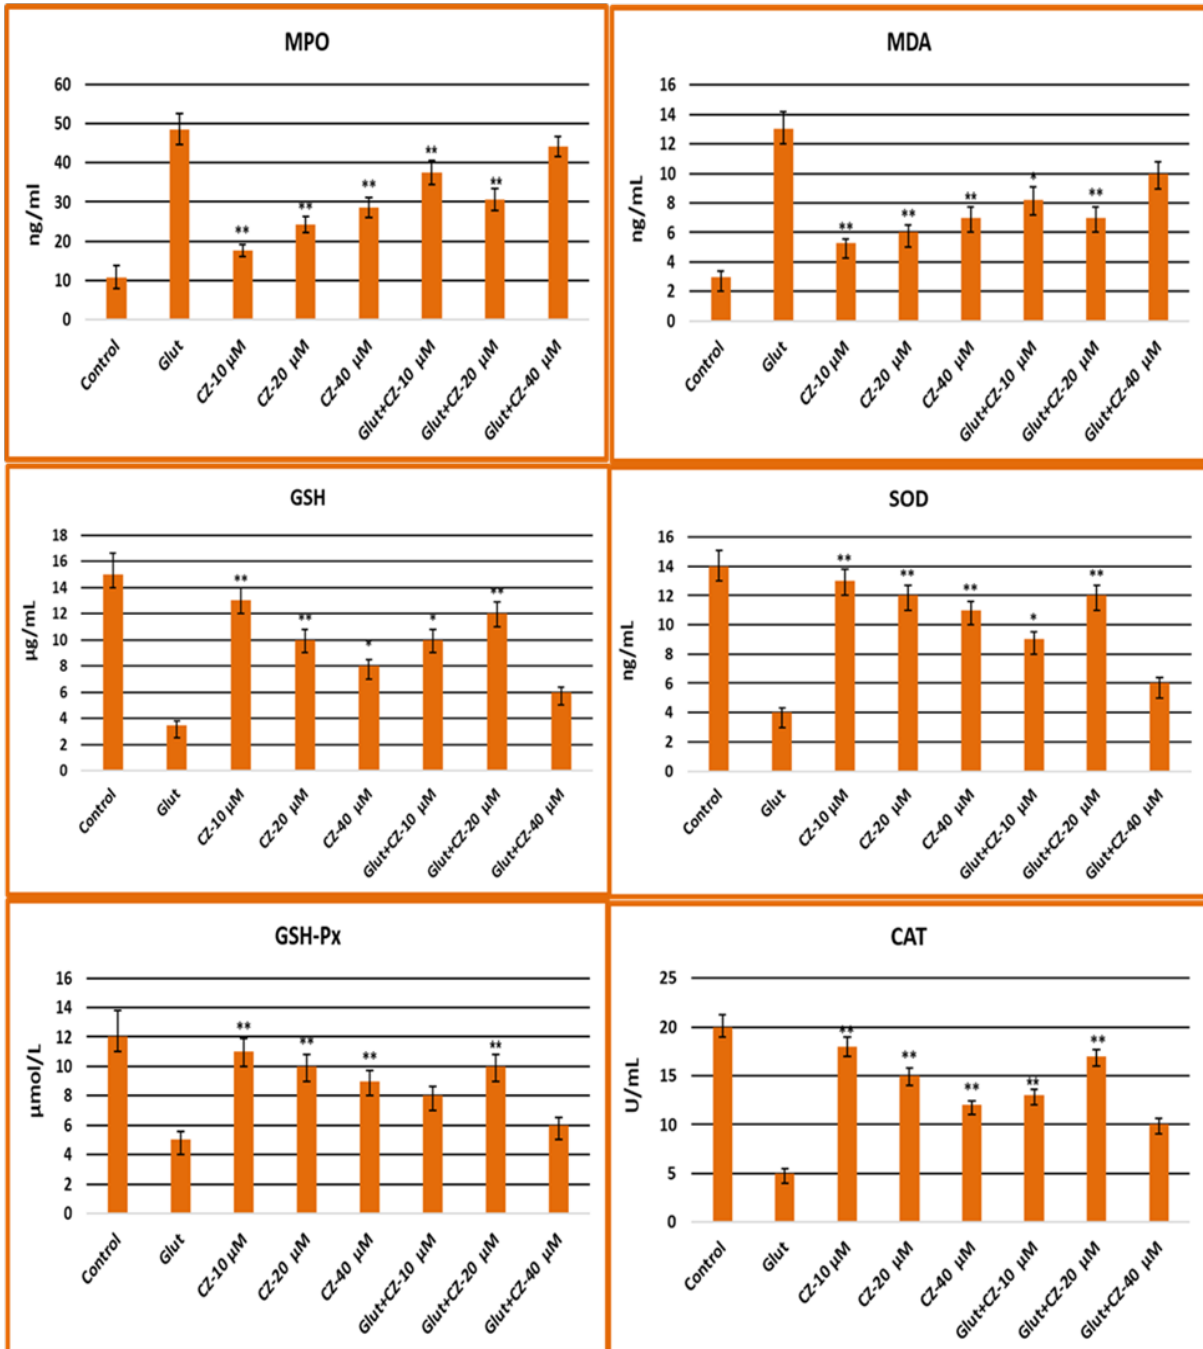 MPO
60
50
40
30
20
10
0
ng/ml
** ** ** ** **
Control Glut CZ-10 µM CZ-20 µM CZ-40 µM Glut+CZ-10 µM Glut+CZ-20 µM Glut+CZ-40 µM
MDA
16
14
12
10
8
6
4
2
0
ng/mL
** ** ** * **
Control Glut CZ-10 µM CZ-20 µM CZ-40 µM Glut+CZ-10 µM Glut+CZ-20 µM Glut+CZ-40 µM
GSH
18
16
14
12
10
8
6
4
2
0
µg/mL
** ** * * **
Control Glut CZ-10 µM CZ-20 µM CZ-40 µM Glut+CZ-10 µM Glut+CZ-20 µM Glut+CZ-40 µM
SOD
16
14
12
10
8
6
4
2
0
ng/mL
** ** ** * **
Control Glut CZ-10 µM CZ-20 µM CZ-40 µM Glut+CZ-10 µM Glut+CZ-20 µM Glut+CZ-40 µM
GSH-Px
16
14
12
10
8
6
4
2
0
µmol/L
** ** ** **
Control Glut CZ-10 µM CZ-20 µM CZ-40 µM Glut+CZ-10 µM Glut+CZ-20 µM Glut+CZ-40 µM
CAT
25
20
15
10
5
0
U/mL
** ** ** ** **
Control Glut CZ-10 µM CZ-20 µM CZ-40 µM Glut+CZ-10 µM Glut+CZ-20 µM Glut+CZ-40 µM